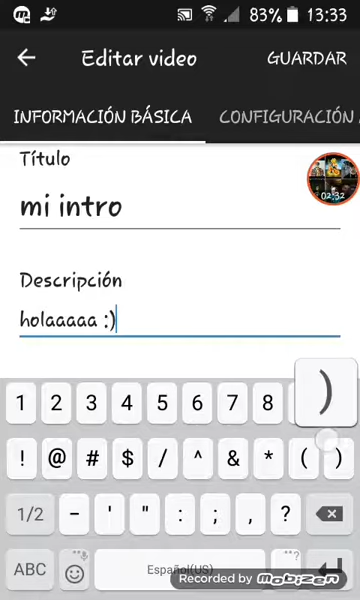 83% 13:33
Editar video GUARDAR
INFORMACIÓN BÁSICA CONFIGURACIÓN
Título
mi intro
02:32
Descripción
holaaaaa :)
)
1 2 3 4 5 6 7 8
! @ # $ / ^ & * ( )
1/2 - ' " : ; , ?
ABC Español(US)
Recorded by mobizen